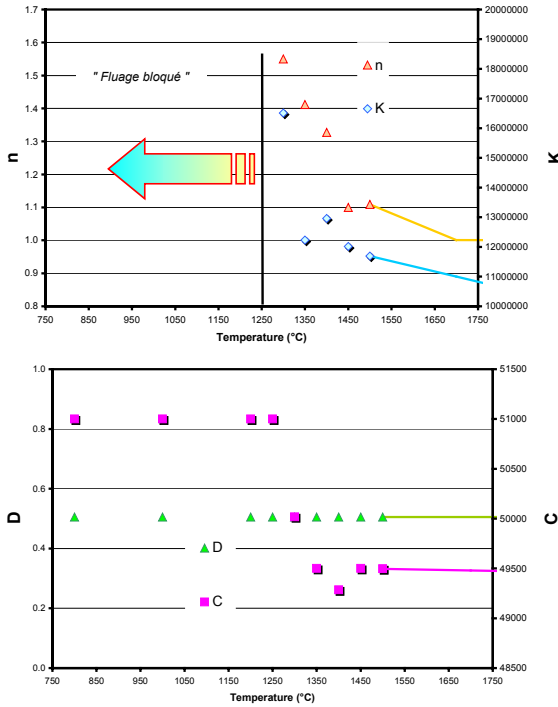 1.7
1.6
1.5
1.4
1.3
1.2
1.1
1.0
0.9
0.8
n
20000000
19000000
18000000
17000000
16000000
15000000
14000000
13000000
12000000
11000000
10000000
K
" Fluage bloqué "
n
K
750 850 950 1050 1150 1250 1350 1450 1550 1650 1750
Temperature (°C)
1.0
0.8
0.6
0.4
0.2
0.0
D
51500
51000
50500
50000
49500
49000
48500
C
D
C
750 850 950 1050 1150 1250 1350 1450 1550 1650 1750
Temperature (°C)